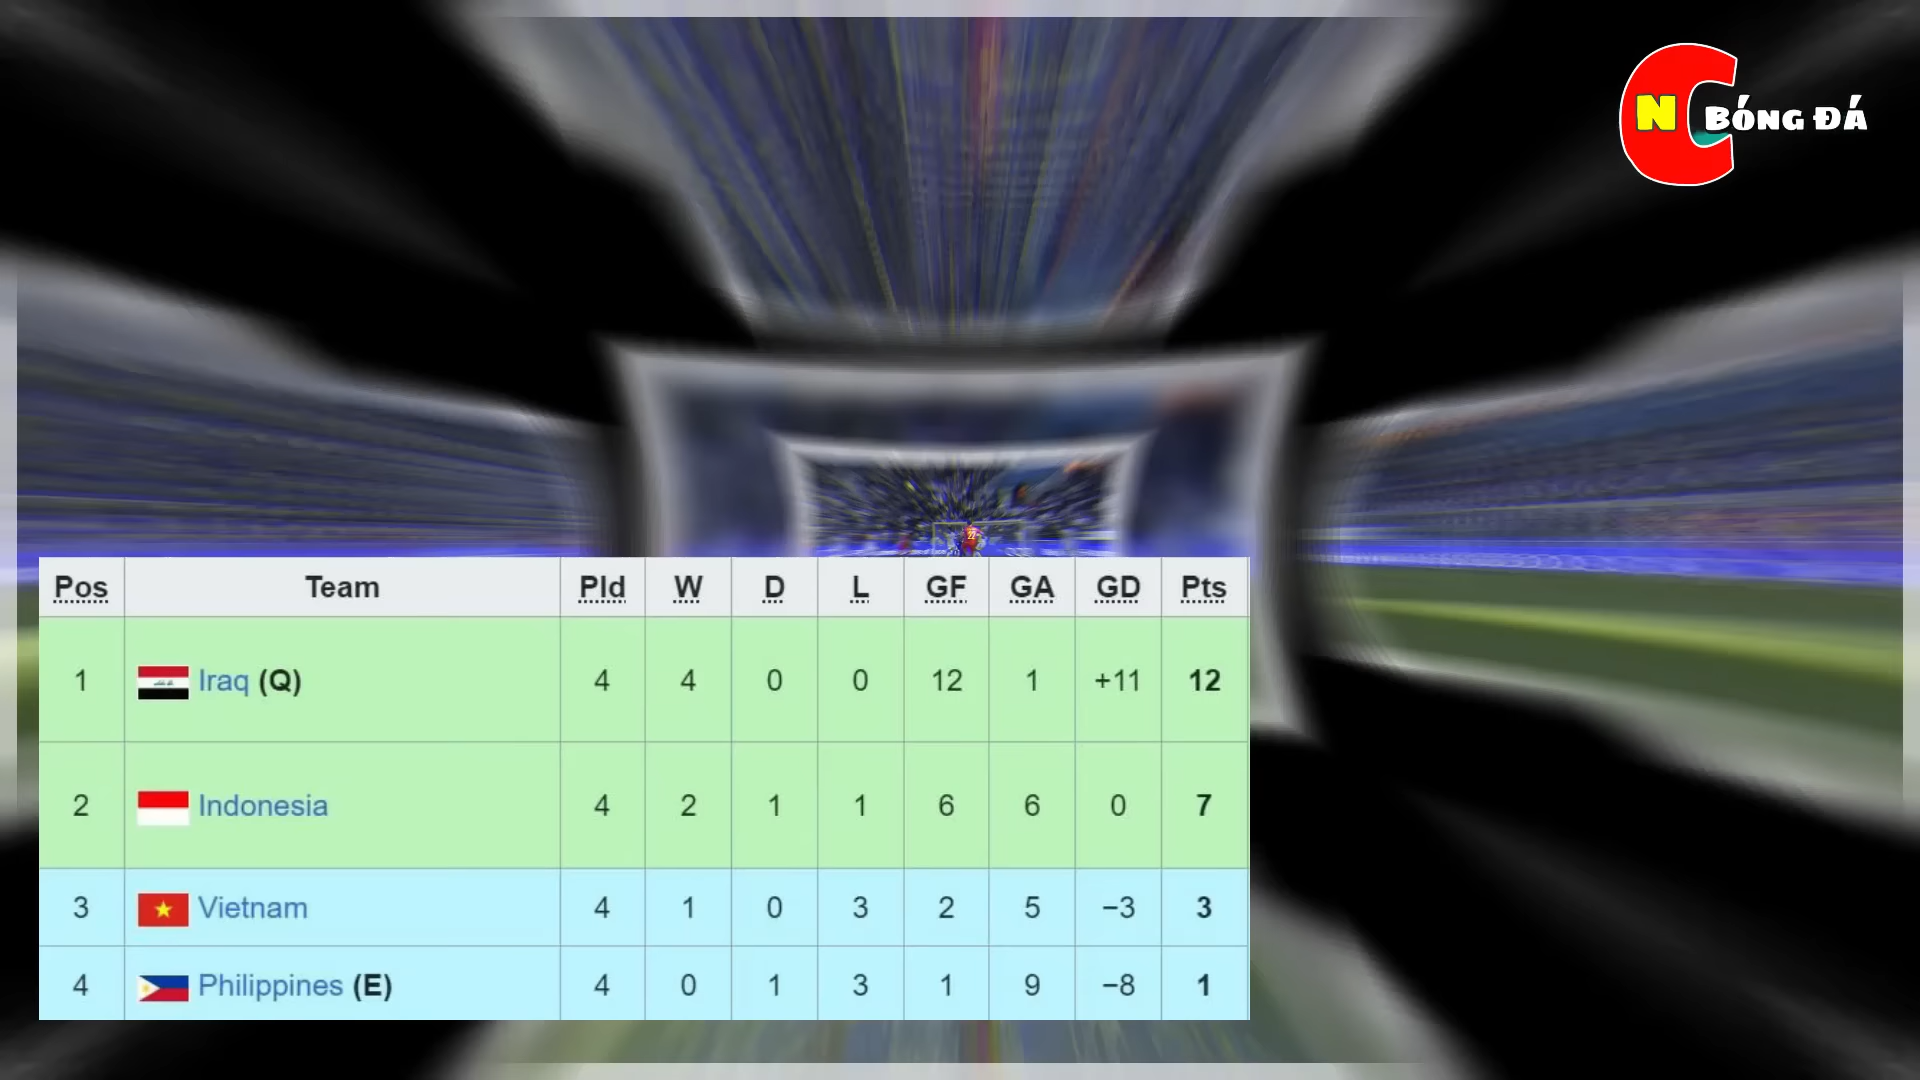 N BÓNG ĐÁ
Pos Team Pld W D L GF GA GD Pts
1 Iraq (Q) 4 4 0 0 12 1 +11 12
2 Indonesia 4 2 1 1 6 6 0 7
3 Vietnam 4 1 0 3 2 5 −3 3
4 Philippines (E) 4 0 1 3 1 9 −8 1
22